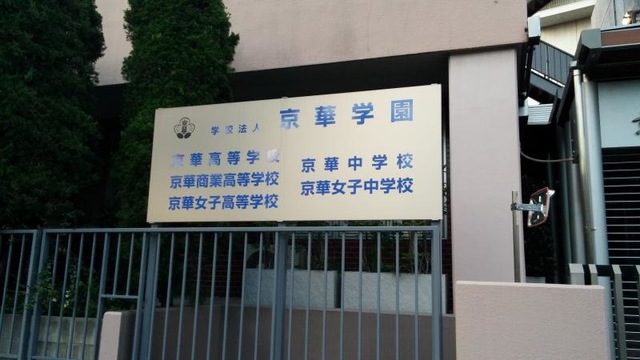 学校法人 京華学園
京華高等学校
京華商業高等学校
京華女子高等学校
京華中学校
京華女子中学校